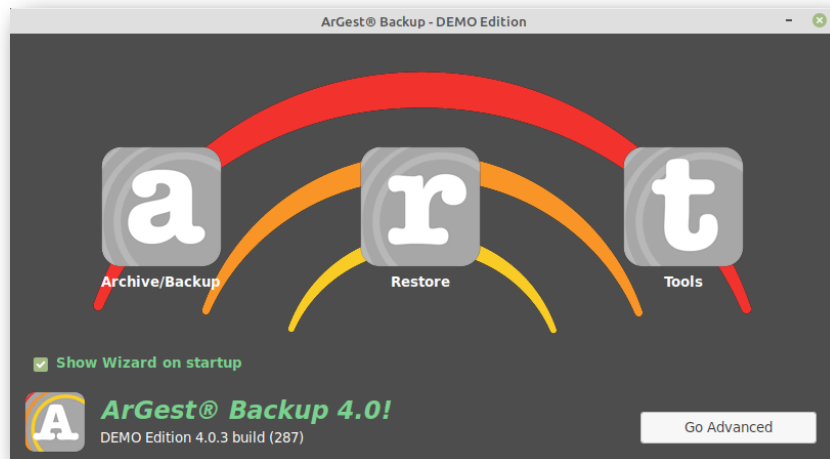 ArGest® Backup - DEMO Edition
a r t
Archive/Backup Restore Tools
Show Wizard on startup
A
ArGest® Backup 4.0!
DEMO Edition 4.0.3 build (287)
Go Advanced